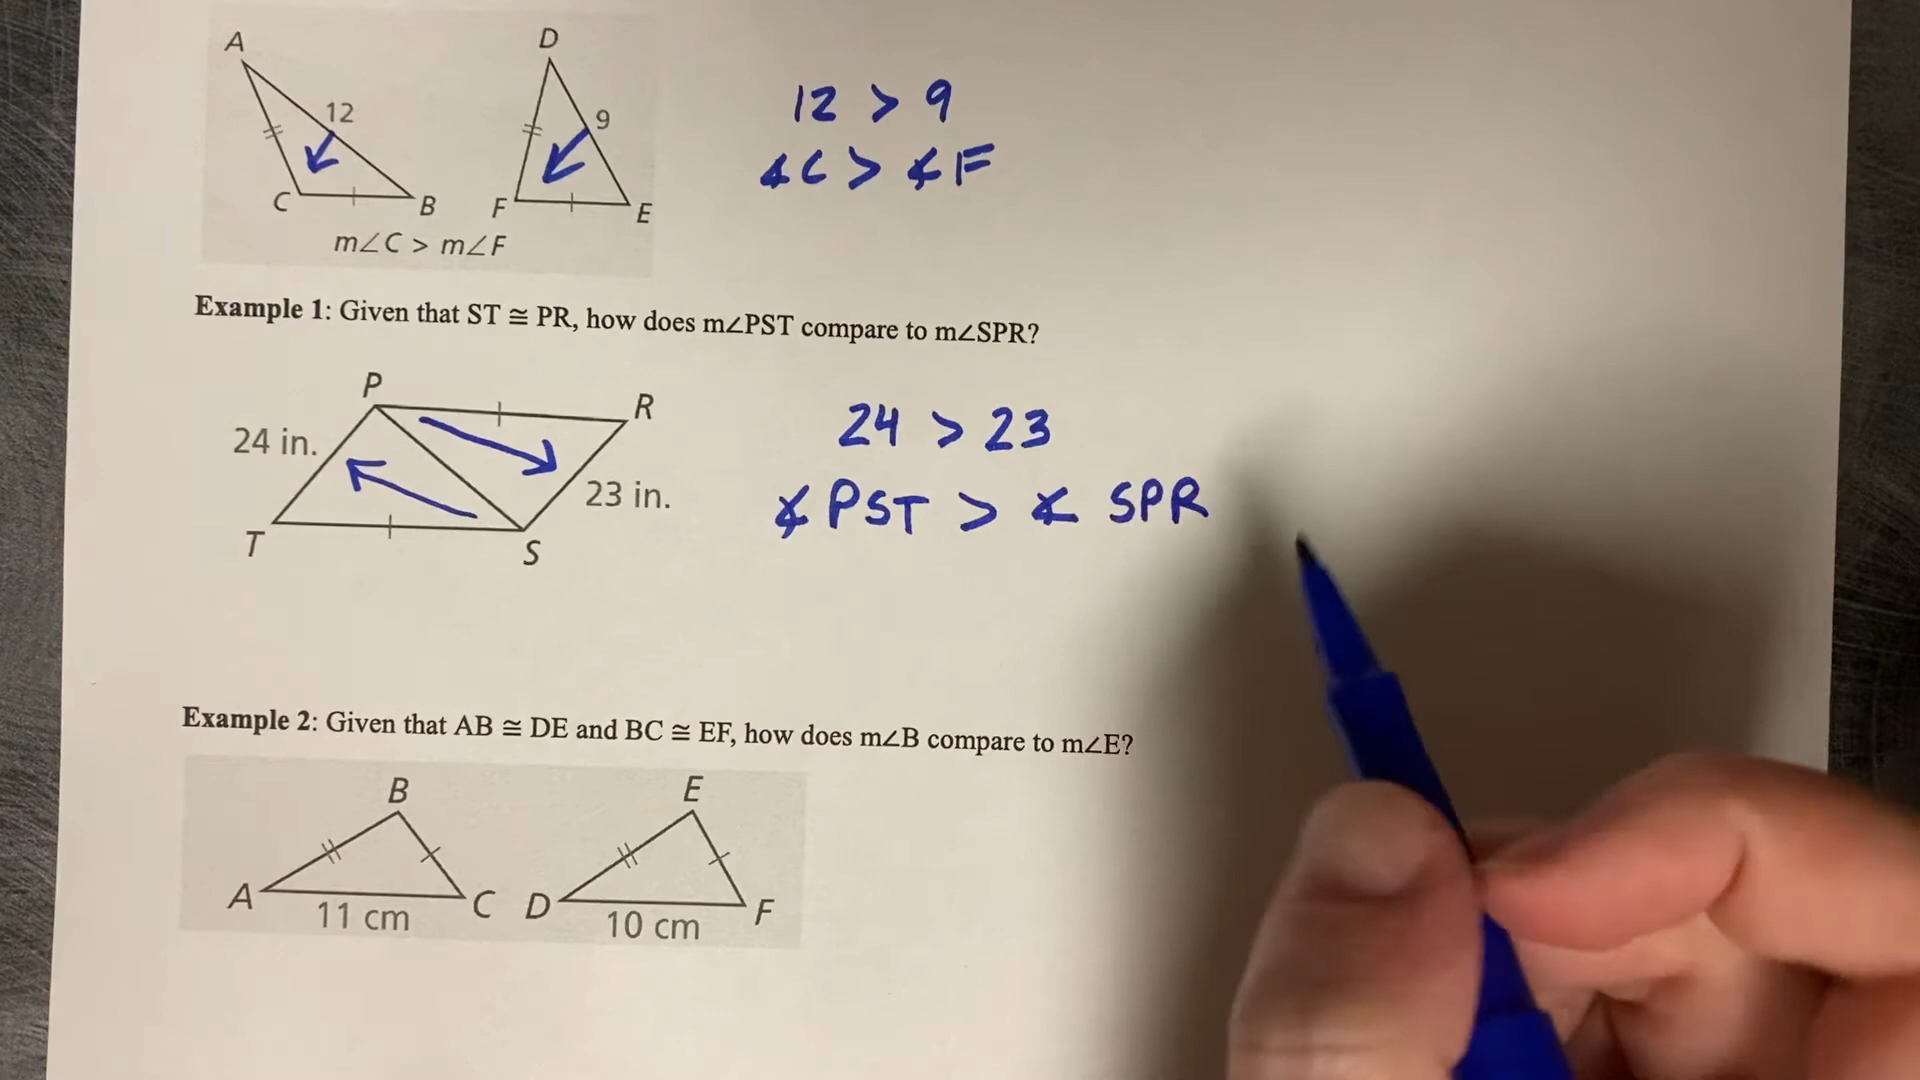 A
D
12
9
12 > 9
∡C > ∡F
C
B
F
E
m∠C > m∠F
Example 1: Given that ST ≅ PR, how does m∠PST compare to m∠SPR?
P
R
24 in.
23 in.
24 > 23
∡PST > ∡ SPR
T
S
Example 2: Given that AB ≅ DE and BC ≅ EF, how does m∠B compare to m∠E?
B
E
A
C
D
F
11 cm
10 cm